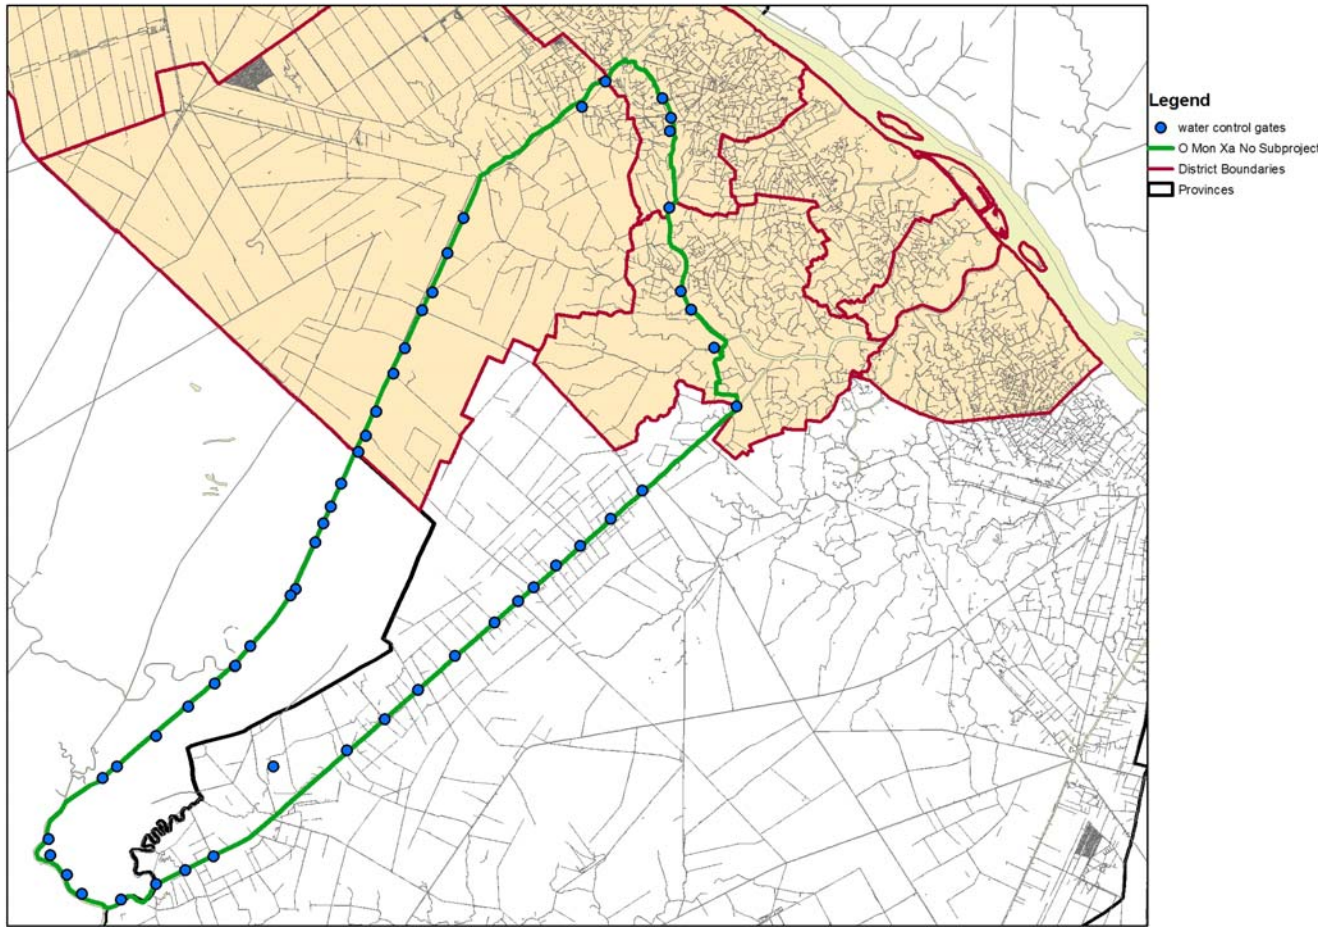 Legend
water control gates
O Mon Xa No Subproject
District Boundaries
Provinces